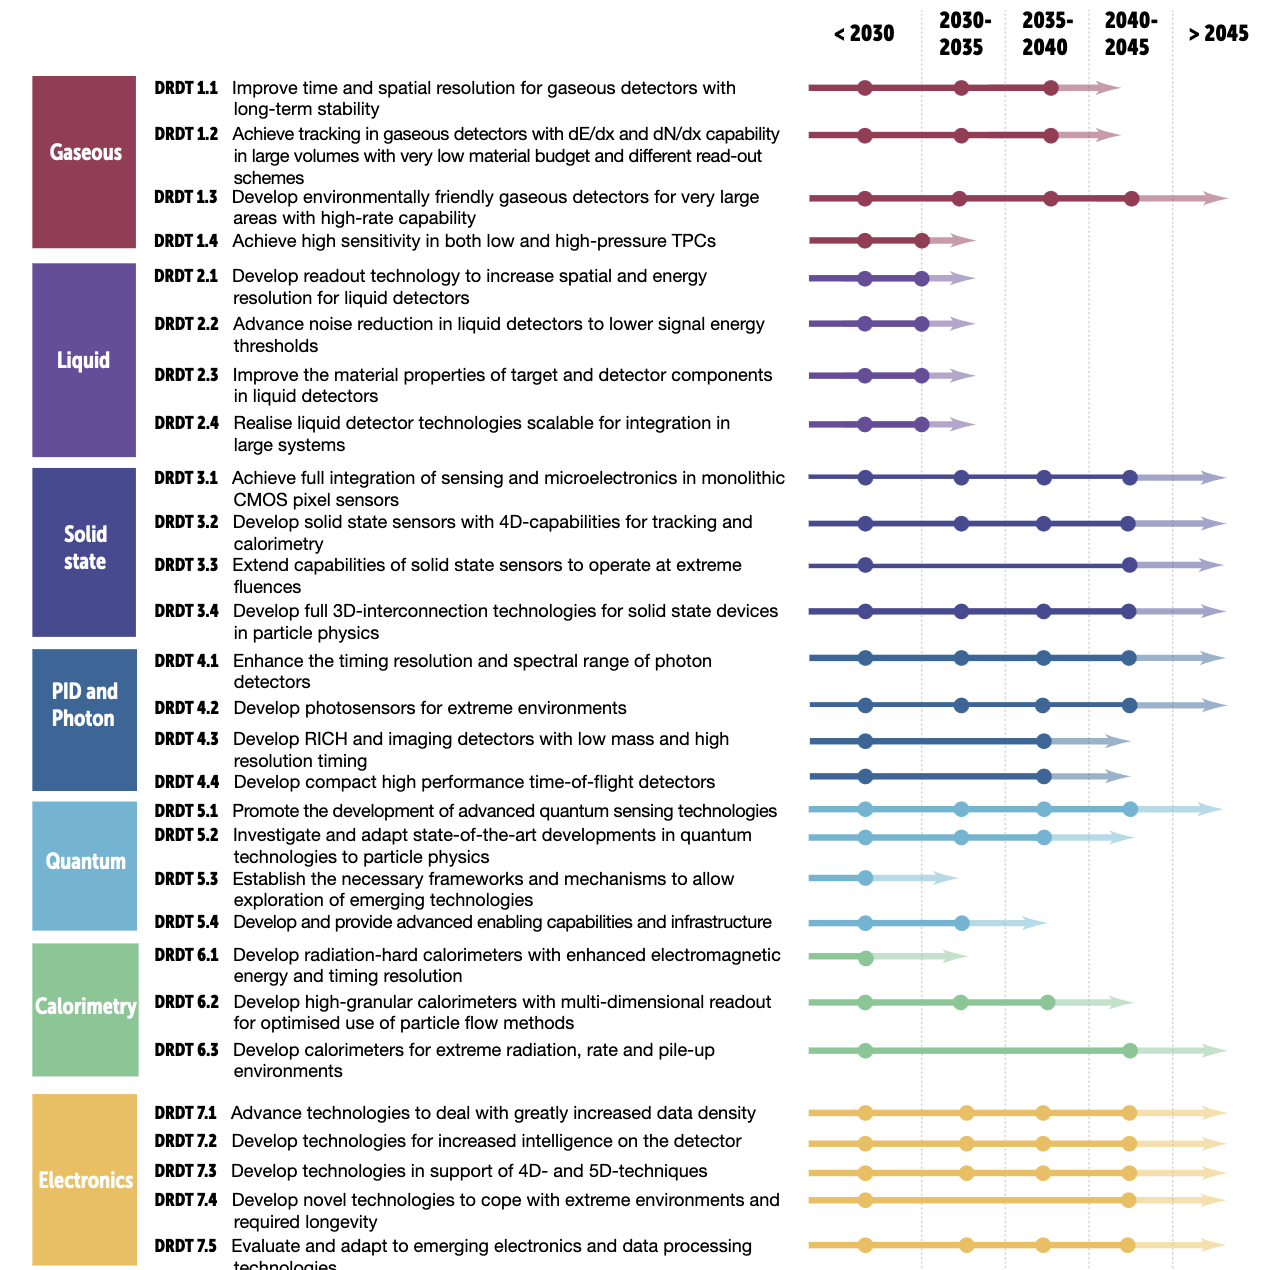 < 2030
2030-
2035
2035-
2040
2040-
2045
> 2045
Gaseous
DRDT 1.1 Improve time and spatial resolution for gaseous detectors with
long-term stability
DRDT 1.2 Achieve tracking in gaseous detectors with dE/dx and dN/dx capability
in large volumes with very low material budget and different read-out
schemes
DRDT 1.3 Develop environmentally friendly gaseous detectors for very large
areas with high-rate capability
DRDT 1.4 Achieve high sensitivity in both low and high-pressure TPCs
Liquid
DRDT 2.1 Develop readout technology to increase spatial and energy
resolution for liquid detectors
DRDT 2.2 Advance noise reduction in liquid detectors to lower signal energy
thresholds
DRDT 2.3 Improve the material properties of target and detector components
in liquid detectors
DRDT 2.4 Realise liquid detector technologies scalable for integration in
large systems
Solid
state
DRDT 3.1 Achieve full integration of sensing and microelectronics in monolithic
CMOS pixel sensors
DRDT 3.2 Develop solid state sensors with 4D-capabilities for tracking and
calorimetry
DRDT 3.3 Extend capabilities of solid state sensors to operate at extreme
fluences
DRDT 3.4 Develop full 3D-interconnection technologies for solid state devices
in particle physics
PID and
Photon
DRDT 4.1 Enhance the timing resolution and spectral range of photon
detectors
DRDT 4.2 Develop photosensors for extreme environments
DRDT 4.3 Develop RICH and imaging detectors with low mass and high
resolution timing
DRDT 4.4 Develop compact high performance time-of-flight detectors
Quantum
DRDT 5.1 Promote the development of advanced quantum sensing technologies
DRDT 5.2 Investigate and adapt state-of-the-art developments in quantum
technologies to particle physics
DRDT 5.3 Establish the necessary frameworks and mechanisms to allow
exploration of emerging technologies
DRDT 5.4 Develop and provide advanced enabling capabilities and infrastructure
Calorimetry
DRDT 6.1 Develop radiation-hard calorimeters with enhanced electromagnetic
energy and timing resolution
DRDT 6.2 Develop high-granular calorimeters with multi-dimensional readout
for optimised use of particle flow methods
DRDT 6.3 Develop calorimeters for extreme radiation, rate and pile-up
environments
Electronics
DRDT 7.1 Advance technologies to deal with greatly increased data density
DRDT 7.2 Develop technologies for increased intelligence on the detector
DRDT 7.3 Develop technologies in support of 4D- and 5D-techniques
DRDT 7.4 Develop novel technologies to cope with extreme environments and
required longevity
DRDT 7.5 Evaluate and adapt to emerging electronics and data processing
technologies